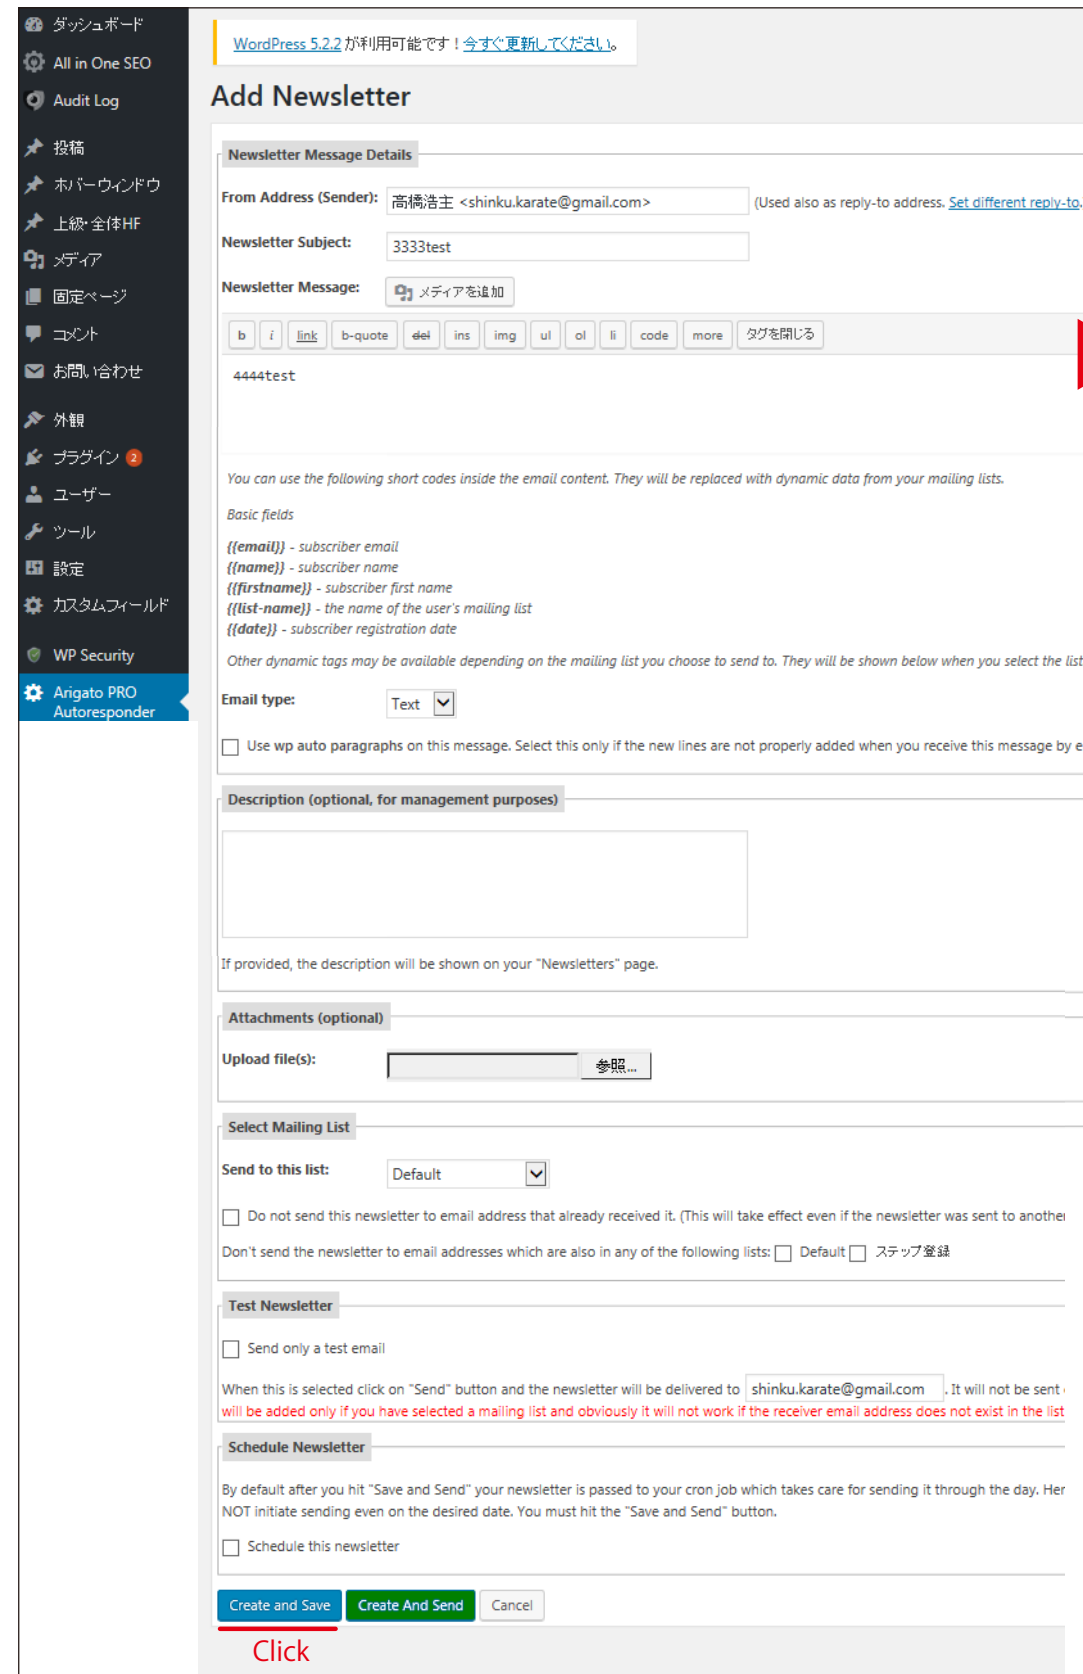 ダッシュボード
All in One SEO
Audit Log
投稿
ホバーウィンドウ
上級・全体HF
メディア
固定ページ
コメント
お問い合わせ
外観
プラグイン 2
ユーザー
ツール
設定
カスタムフィールド
WP Security
Arigato PRO
Autoresponder
WordPress 5.2.2 が利用可能です！今すぐ更新してください。
Add Newsletter
Newsletter Message Details
From Address (Sender): 高橋浩主 <shinku.karate@gmail.com> (Used also as reply-to address. Set different reply-to.
Newsletter Subject: 3333test
Newsletter Message: メディアを追加
b i link b-quote del ins img ul ol li code more タグを閉じる
4444test
You can use the following short codes inside the email content. They will be replaced with dynamic data from your mailing lists.
Basic fields
{{email}} - subscriber email
{{name}} - subscriber name
{{firstname}} - subscriber first name
{{list-name}} - the name of the user's mailing list
{{date}} - subscriber registration date
Other dynamic tags may be available depending on the mailing list you choose to send to. They will be shown below when you select the list
Email type: Text
Use wp auto paragraphs on this message. Select this only if the new lines are not properly added when you receive this message by e
Description (optional, for management purposes)
If provided, the description will be shown on your "Newsletters" page.
Attachments (optional)
Upload file(s): 参照...
Select Mailing List
Send to this list: Default
Do not send this newsletter to email address that already received it. (This will take effect even if the newsletter was sent to another
Don't send the newsletter to email addresses which are also in any of the following lists: Default ステップ登録
Test Newsletter
Send only a test email
When this is selected click on "Send" button and the newsletter will be delivered to shinku.karate@gmail.com . It will not be sent
will be added only if you have selected a mailing list and obviously it will not work if the receiver email address does not exist in the list
Schedule Newsletter
By default after you hit "Save and Send" your newsletter is passed to your cron job which takes care for sending it through the day. Her
NOT initiate sending even on the desired date. You must hit the "Save and Send" button.
Schedule this newsletter
Create and Save Create And Send Cancel
Click